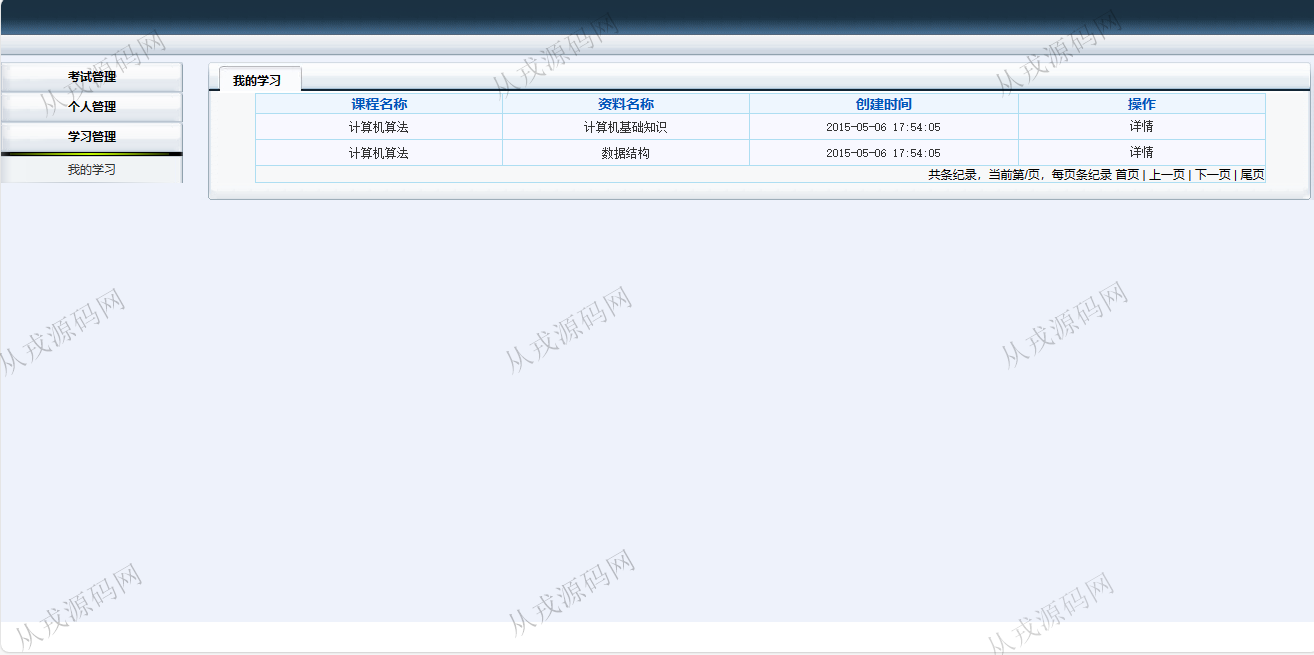 考试管理
个人管理
学习管理
我的学习
我的学习
课程名称 资料名称 创建时间 操作
计算机算法 计算机基础知识 2015-05-06 17:54:05 详情
计算机算法 数据结构 2015-05-06 17:54:05 详情
共条纪录，当前第/页，每页条纪录 首页 | 上一页 | 下一页 | 尾页
从戎源码网
从戎源码网
从戎源码网
从戎源码网
从戎源码网
从戎源码网
从戎源码网
从戎源码网
从戎源码网